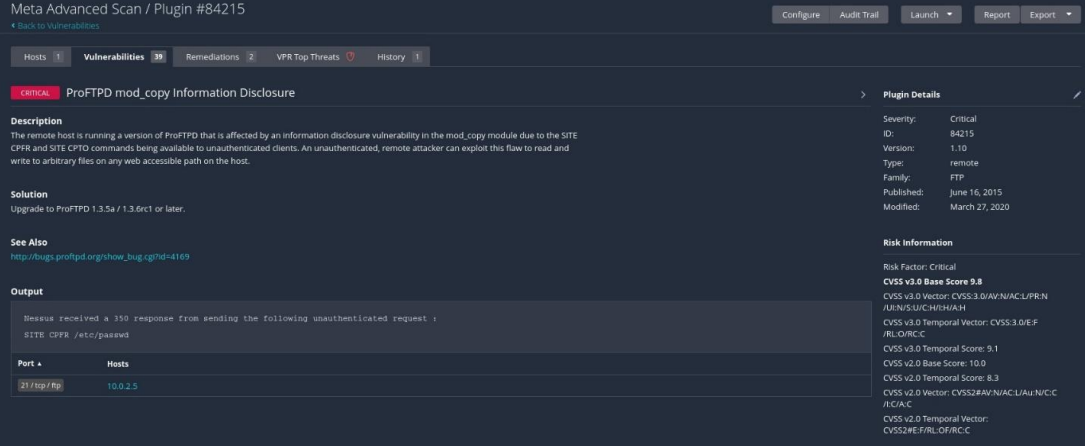 Meta Advanced Scan / Plugin #84215
Back to Vulnerabilities
Configure Audit Trail Launch Report Export
Hosts 1 Vulnerabilities 39 Remediations 2 VPR Top Threats History 1
CRITICAL ProFTPD mod_copy Information Disclosure
Description
The remote host is running a version of ProFTPD that is affected by an information disclosure vulnerability in the mod_copy module due to the SITE
CPFR and SITE CPTO commands being available to unauthenticated clients. An unauthenticated, remote attacker can exploit this flaw to read and
write to arbitrary files on any web accessible path on the host.
Solution
Upgrade to ProFTPD 1.3.5a / 1.3.6rc1 or later.
See Also
http://bugs.proftpd.org/show_bug.cgi?id=4169
Output
Nessus received a 350 response from sending the following unauthenticated request :
SITE CPFR /etc/passwd
Port Hosts
21 / tcp / ftp 10.0.2.5
Plugin Details
Severity: Critical
ID: 84215
Version: 1.10
Type: remote
Family: FTP
Published: June 16, 2015
Modified: March 27, 2020
Risk Information
Risk Factor: Critical
CVSS v3.0 Base Score 9.8
CVSS v3.0 Vector: CVSS:3.0/AV:N/AC:L/PR:N
/UI:N/S:U/C:H/I:H/A:H
CVSS v3.0 Temporal Vector: CVSS:3.0/E:F
/RL:O/RC:C
CVSS v3.0 Temporal Score: 9.1
CVSS v2.0 Base Score: 10.0
CVSS v2.0 Temporal Score: 8.3
CVSS v2.0 Vector: CVSS2#AV:N/AC:L/Au:N/C:C
/I:C/A:C
CVSS v2.0 Temporal Vector:
CVSS2#E:F/RL:OF/RC:C